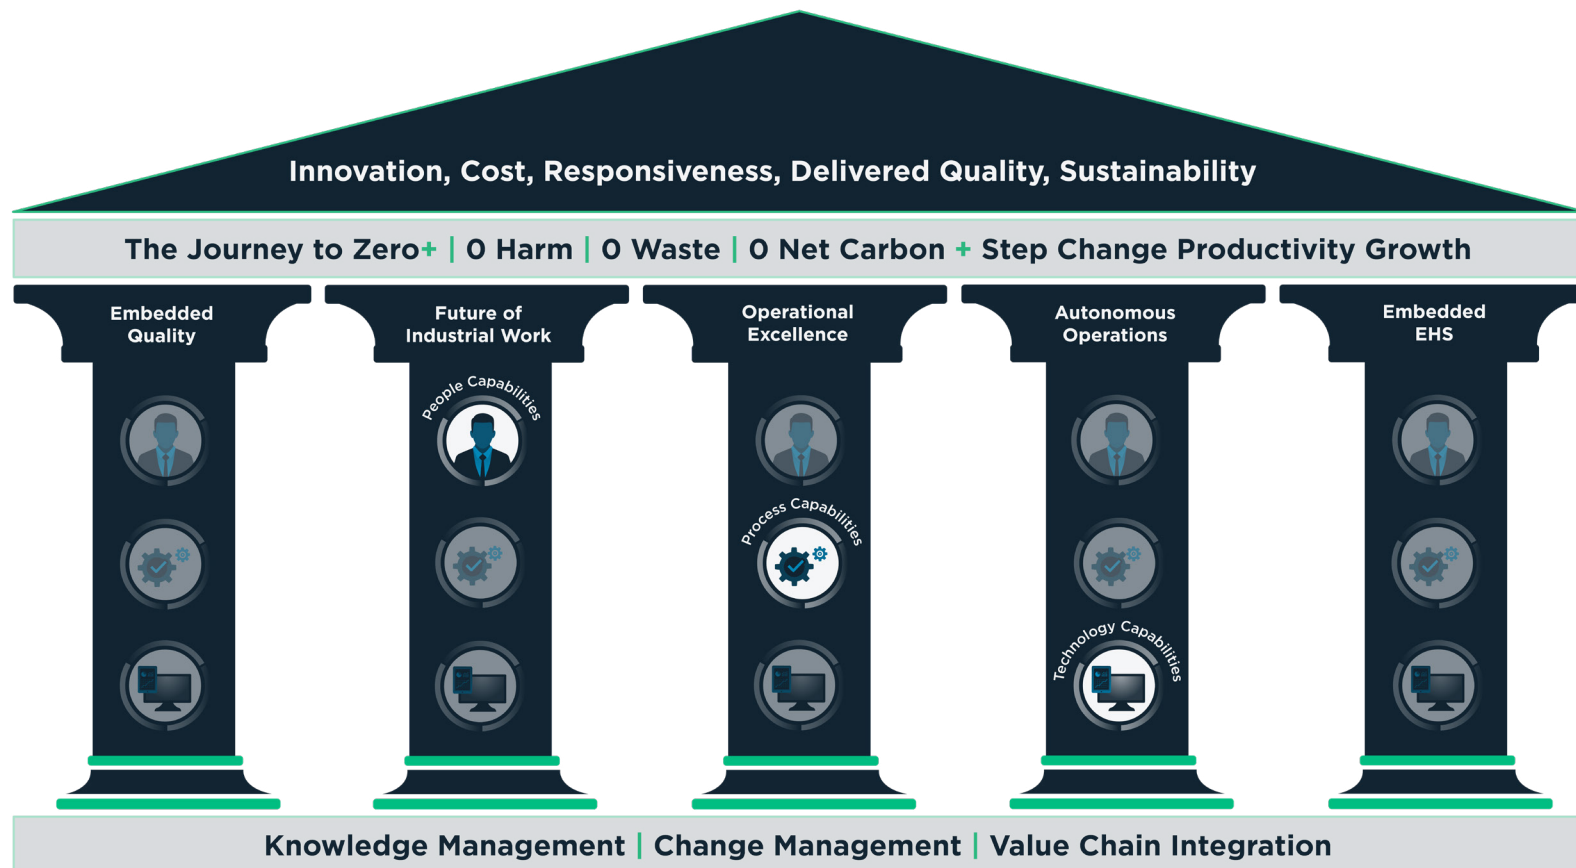 Innovation, Cost, Responsiveness, Delivered Quality, Sustainability
The Journey to Zero+ | 0 Harm | 0 Waste | 0 Net Carbon + Step Change Productivity Growth
Embedded
Quality
Future of
Industrial Work
People Capabilities
Operational
Excellence
Process Capabilities
Autonomous
Operations
Technology Capabilities
Embedded
EHS
Knowledge Management | Change Management | Value Chain Integration